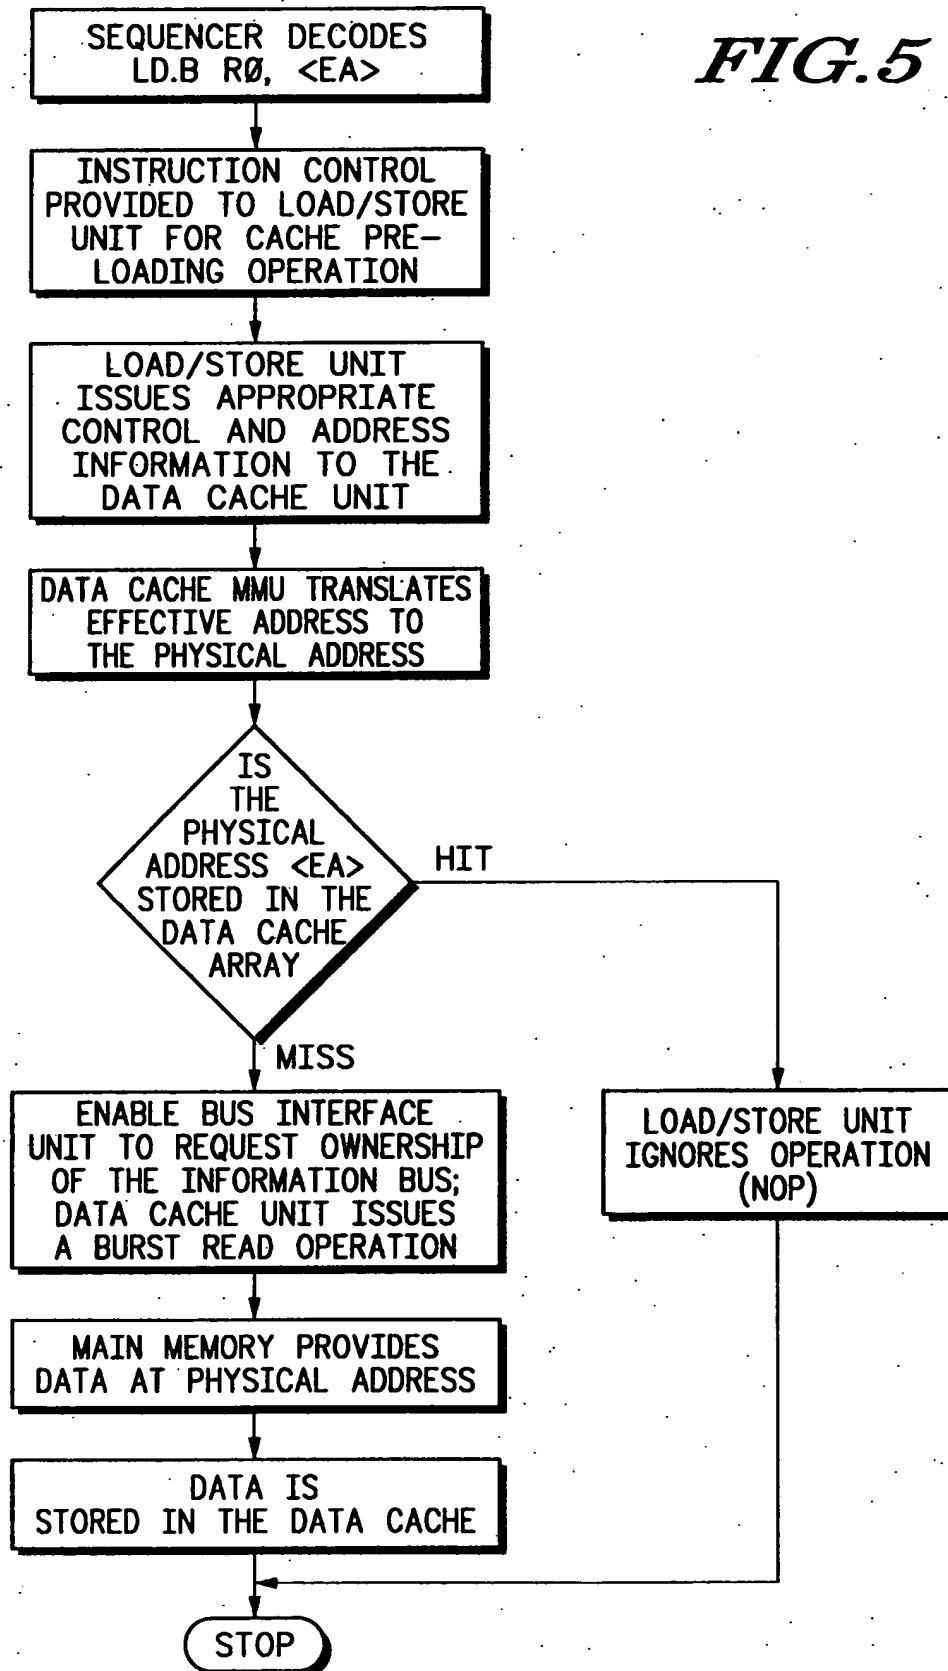 FIG.5
SEQUENCER DECODES
LD.B RØ, <EA>
INSTRUCTION CONTROL
PROVIDED TO LOAD/STORE
UNIT FOR CACHE PRE-
LOADING OPERATION
LOAD/STORE UNIT
ISSUES APPROPRIATE
CONTROL AND ADDRESS
INFORMATION TO THE
DATA CACHE UNIT
DATA CACHE MMU TRANSLATES
EFFECTIVE ADDRESS TO
THE PHYSICAL ADDRESS
IS
THE
PHYSICAL
ADDRESS <EA>
STORED IN THE
DATA CACHE
ARRAY
HIT
MISS
ENABLE BUS INTERFACE
UNIT TO REQUEST OWNERSHIP
OF THE INFORMATION BUS;
DATA CACHE UNIT ISSUES
A BURST READ OPERATION
LOAD/STORE UNIT
IGNORES OPERATION
(NOP)
MAIN MEMORY PROVIDES
DATA AT PHYSICAL ADDRESS
DATA IS
STORED IN THE DATA CACHE
STOP